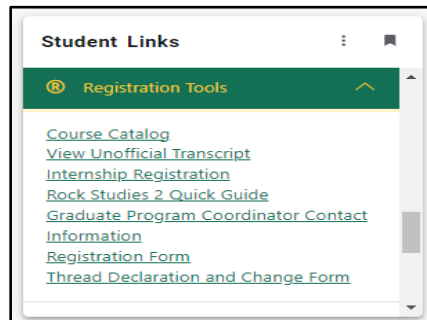 Student Links
® Registration Tools
Course Catalog
View Unofficial Transcript
Internship Registration
Rock Studies 2 Quick Guide
Graduate Program Coordinator Contact
Information
Registration Form
Thread Declaration and Change Form